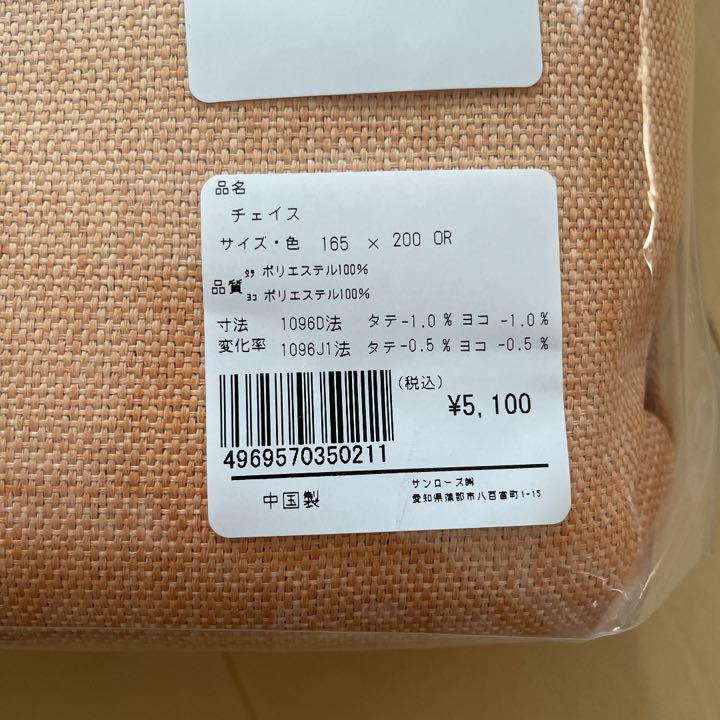 品名
チェイス
サイズ・色 165 × 200 OR
品質 ﾀﾃ ポリエステル100%
ﾖｺ ポリエステル100%
寸法 1096D法 タテ-1.0% ヨコ -1.0%
変化率 1096J1法 タテ-0.5% ヨコ -0.5%
(税込)
¥5,100
4969570350211
中国製
サンローズ㈱
愛知県蒲郡市八百富町1-15